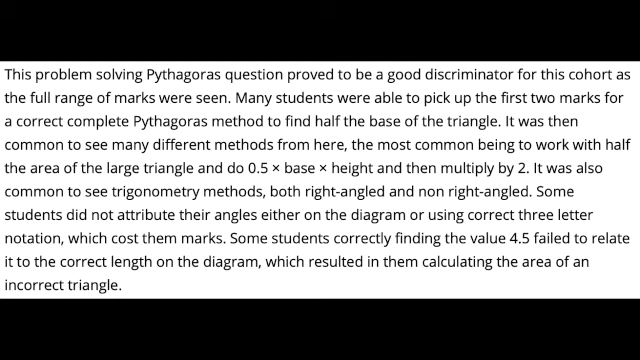 This problem solving Pythagoras question proved to be a good discriminator for this cohort as
the full range of marks were seen. Many students were able to pick up the first two marks for
a correct complete Pythagoras method to find half the base of the triangle. It was then
common to see many different methods from here, the most common being to work with half
the area of the large triangle and do 0.5 × base × height and then multiply by 2. It was also
common to see trigonometry methods, both right-angled and non right-angled. Some
students did not attribute their angles either on the diagram or using correct three letter
notation, which cost them marks. Some students correctly finding the value 4.5 failed to relate
it to the correct length on the diagram, which resulted in them calculating the area of an
incorrect triangle.